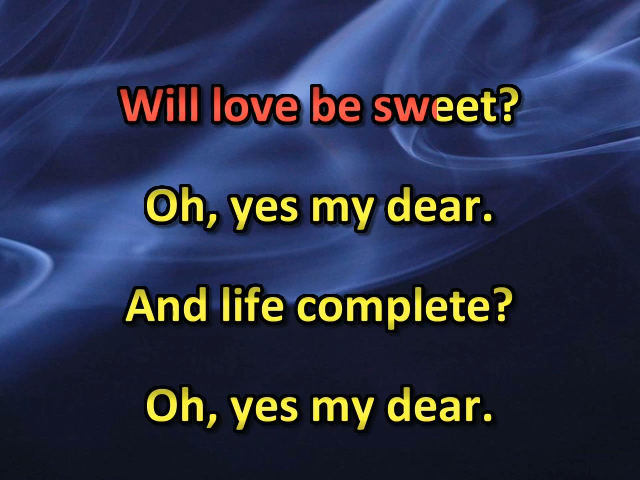 Will love be sweet?
Oh, yes my dear.
And life complete?
Oh, yes my dear.